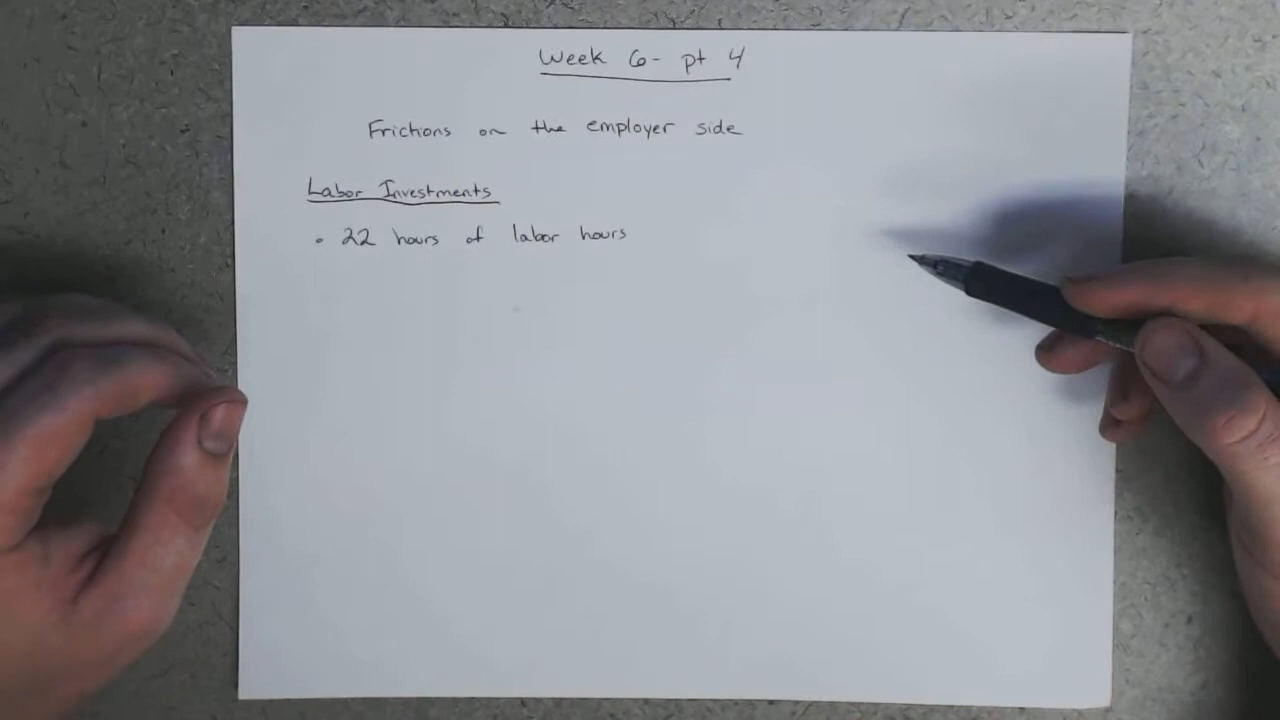 Week 6- pt 4
Frictions on the employer side
Labor Investments
• 22 hours of labor hours